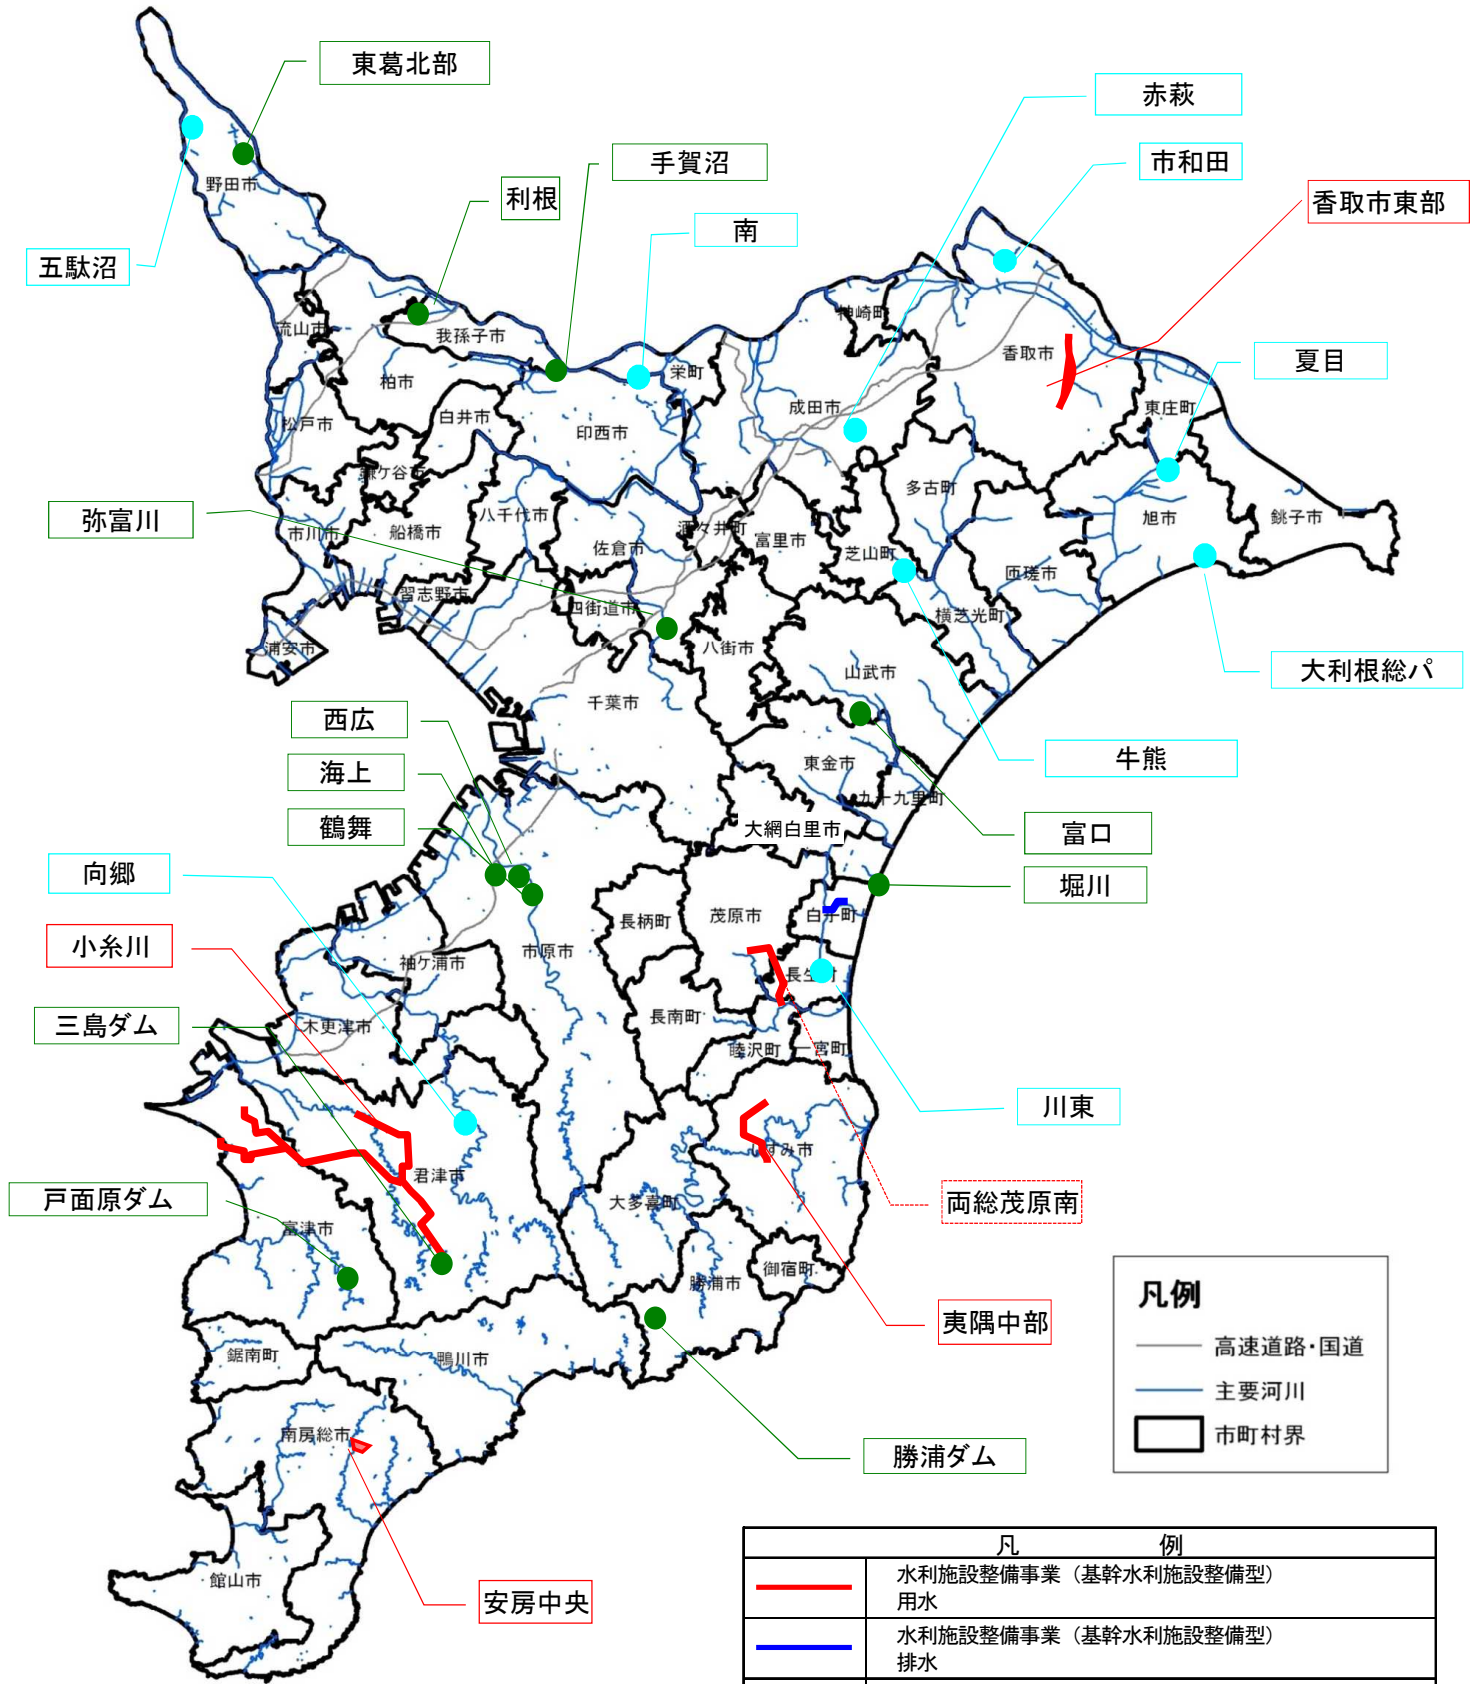 東葛北部
赤萩
手賀沼
市和田
利根
香取市東部
南
野田市
五駄沼
神崎町
流山市
我孫子市
香取市
夏目
栄町
柏市
成田市
東庄町
松戸市
白井市
印西市
鎌ケ谷市
多古町
弥富川
八千代市
旭市
銚子市
市川市
船橋市
酒々井町
富里市
佐倉市
芝山町
匝瑳市
習志野市
四街道市
横芝光町
浦安市
八街市
大利根総パ
山武市
千葉市
西広
東金市
牛熊
海上
九十九里町
鶴舞
大網白里市
富口
向郷
堀川
長柄町
茂原市
白子町
小糸川
市原市
袖ケ浦市
長生村
三島ダム
木更津市
長南町
睦沢町
一宮町
川東
いすみ市
君津市
戸面原ダム
大多喜町
両総茂原南
富津市
御宿町
勝浦市
凡例
夷隅中部
高速道路・国道
鋸南町
鴨川市
主要河川
市町村界
南房総市
勝浦ダム
凡 例
館山市
安房中央
水利施設整備事業（基幹水利施設整備型）
用水
水利施設整備事業（基幹水利施設整備型）
排水